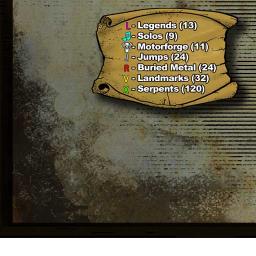 L - Legends (13)
- Solos (9)
- Motorforge (11)
J - Jumps (24)
R - Buried Metal (24)
V - Landmarks (32)
- Serpents (120)